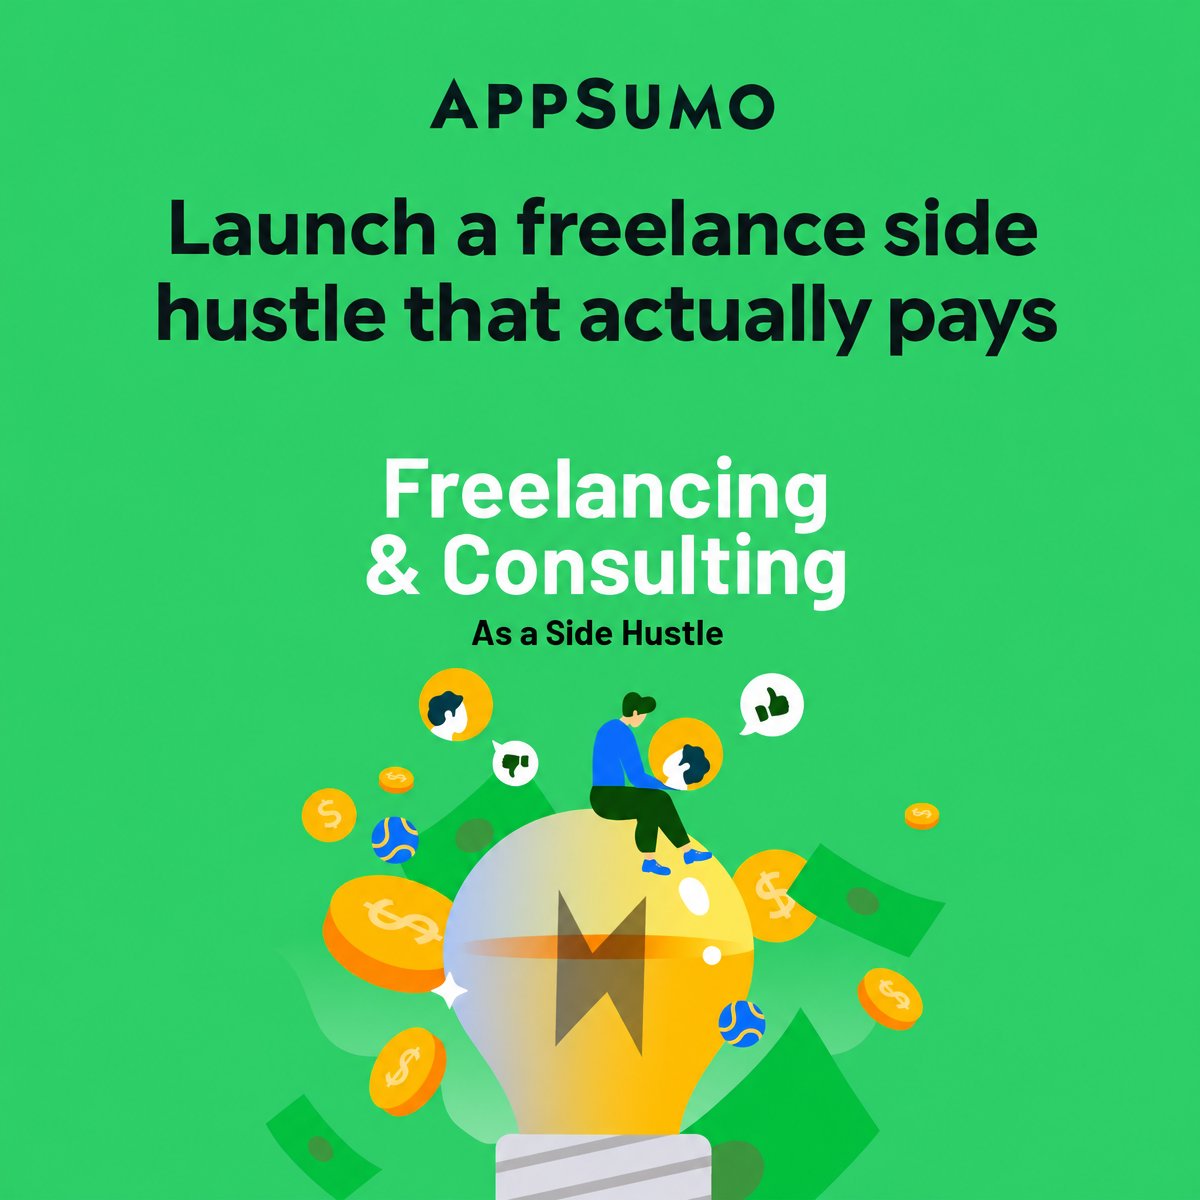 APPSUMO
Launch a freelance side
hustle that actually pays
Freelancing
& Consulting
As a Side Hustle
$
$
$
$
$
$
$